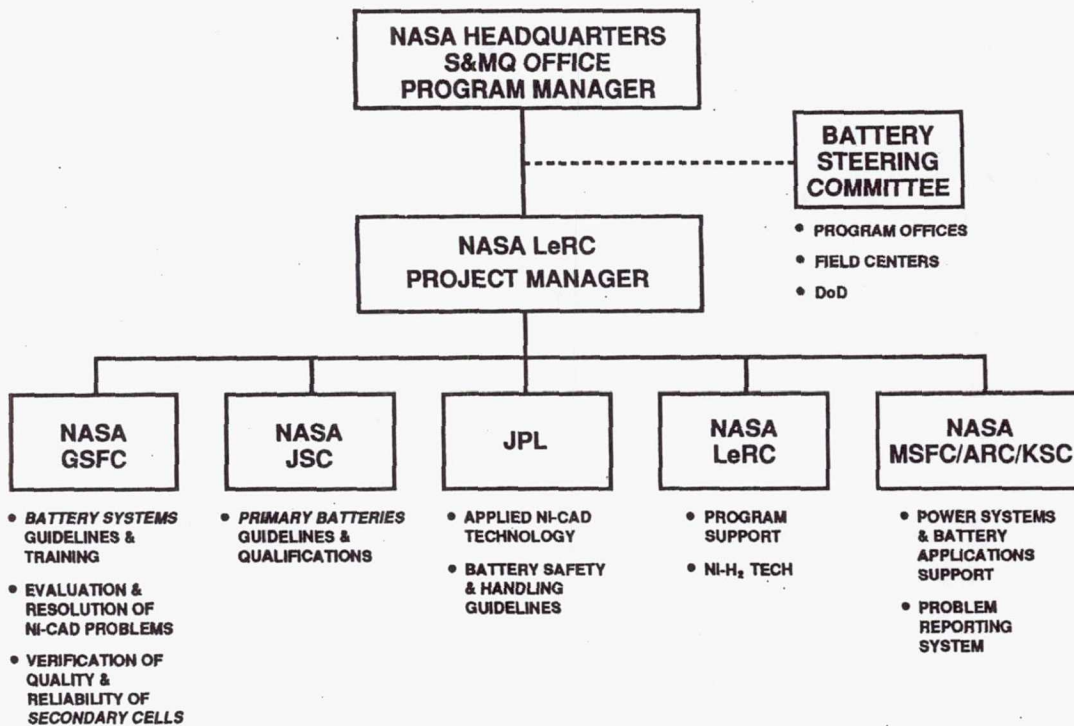 NASA HEADQUARTERS
S&MQ OFFICE
PROGRAM MANAGER
BATTERY
STEERING
COMMITTEE
• PROGRAM OFFICES
• FIELD CENTERS
• DoD
NASA LeRC
PROJECT MANAGER
NASA
GSFC
• BATTERY SYSTEMS
GUIDELINES &
TRAINING
• EVALUATION &
RESOLUTION OF
NI-CAD PROBLEMS
• VERIFICATION OF
QUALITY &
RELIABILITY OF
SECONDARY CELLS
NASA
JSC
• PRIMARY BATTERIES
GUIDELINES &
QUALIFICATIONS
JPL
• APPLIED NI-CAD
TECHNOLOGY
• BATTERY SAFETY
& HANDLING
GUIDELINES
NASA
LeRC
• PROGRAM
SUPPORT
• NI-H₂ TECH
NASA
MSFC/ARC/KSC
• POWER SYSTEMS
& BATTERY
APPLICATIONS
SUPPORT
• PROBLEM
REPORTING
SYSTEM